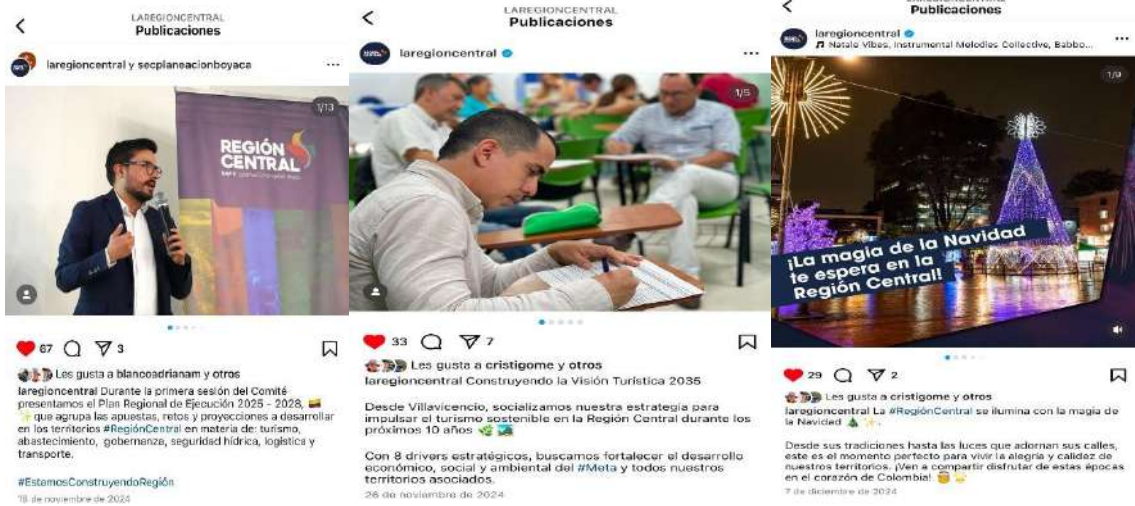 LAREGIONCENTRAL
Publicaciones
laregioncentral y secplaneacionboyaca
1/13
REGIÓN
CENTRAL
67 3
Les gusta a blancoadrianam y otros
laregioncentral Durante la primera sesión del Comité
presentamos el Plan Regional de Ejecución 2025 - 2028,
que agrupa las apuestas, retos y proyecciones a desarrollar
en los territorios #RegiónCentral en materia de: turismo,
abastecimiento, gobernanza, seguridad hídrica, logística y
transporte.
#EstamosConstruyendoRegión
18 de noviembre de 2024
LAREGIONCENTRAL
Publicaciones
laregioncentral
1/5
33 7
Les gusta a cristigome y otros
laregioncentral Construyendo la Visión Turística 2035
Desde Villavicencio, socializamos nuestra estrategia para
impulsar el turismo sostenible en la Región Central durante los
próximos 10 años
Con 8 drivers estratégicos, buscamos fortalecer el desarrollo
económico, social y ambiental del #Meta y todos nuestros
territorios asociados.
26 de noviembre de 2024
Publicaciones
laregioncentral
Natale Vibes, Instrumental Melodies Collective, Babbo...
1/9
¡La magia de la Navidad
te espera en la
Región Central!
29 2
Les gusta a cristigome y otros
laregioncentral La #RegiónCentral se ilumina con la magia de
la Navidad
Desde sus tradiciones hasta las luces que adornan sus calles,
este es el momento perfecto para vivir la alegría y calidez de
nuestros territorios. ¡Ven a compartir disfrutar de estas épocas
en el corazón de Colombia!
7 de diciembre de 2024